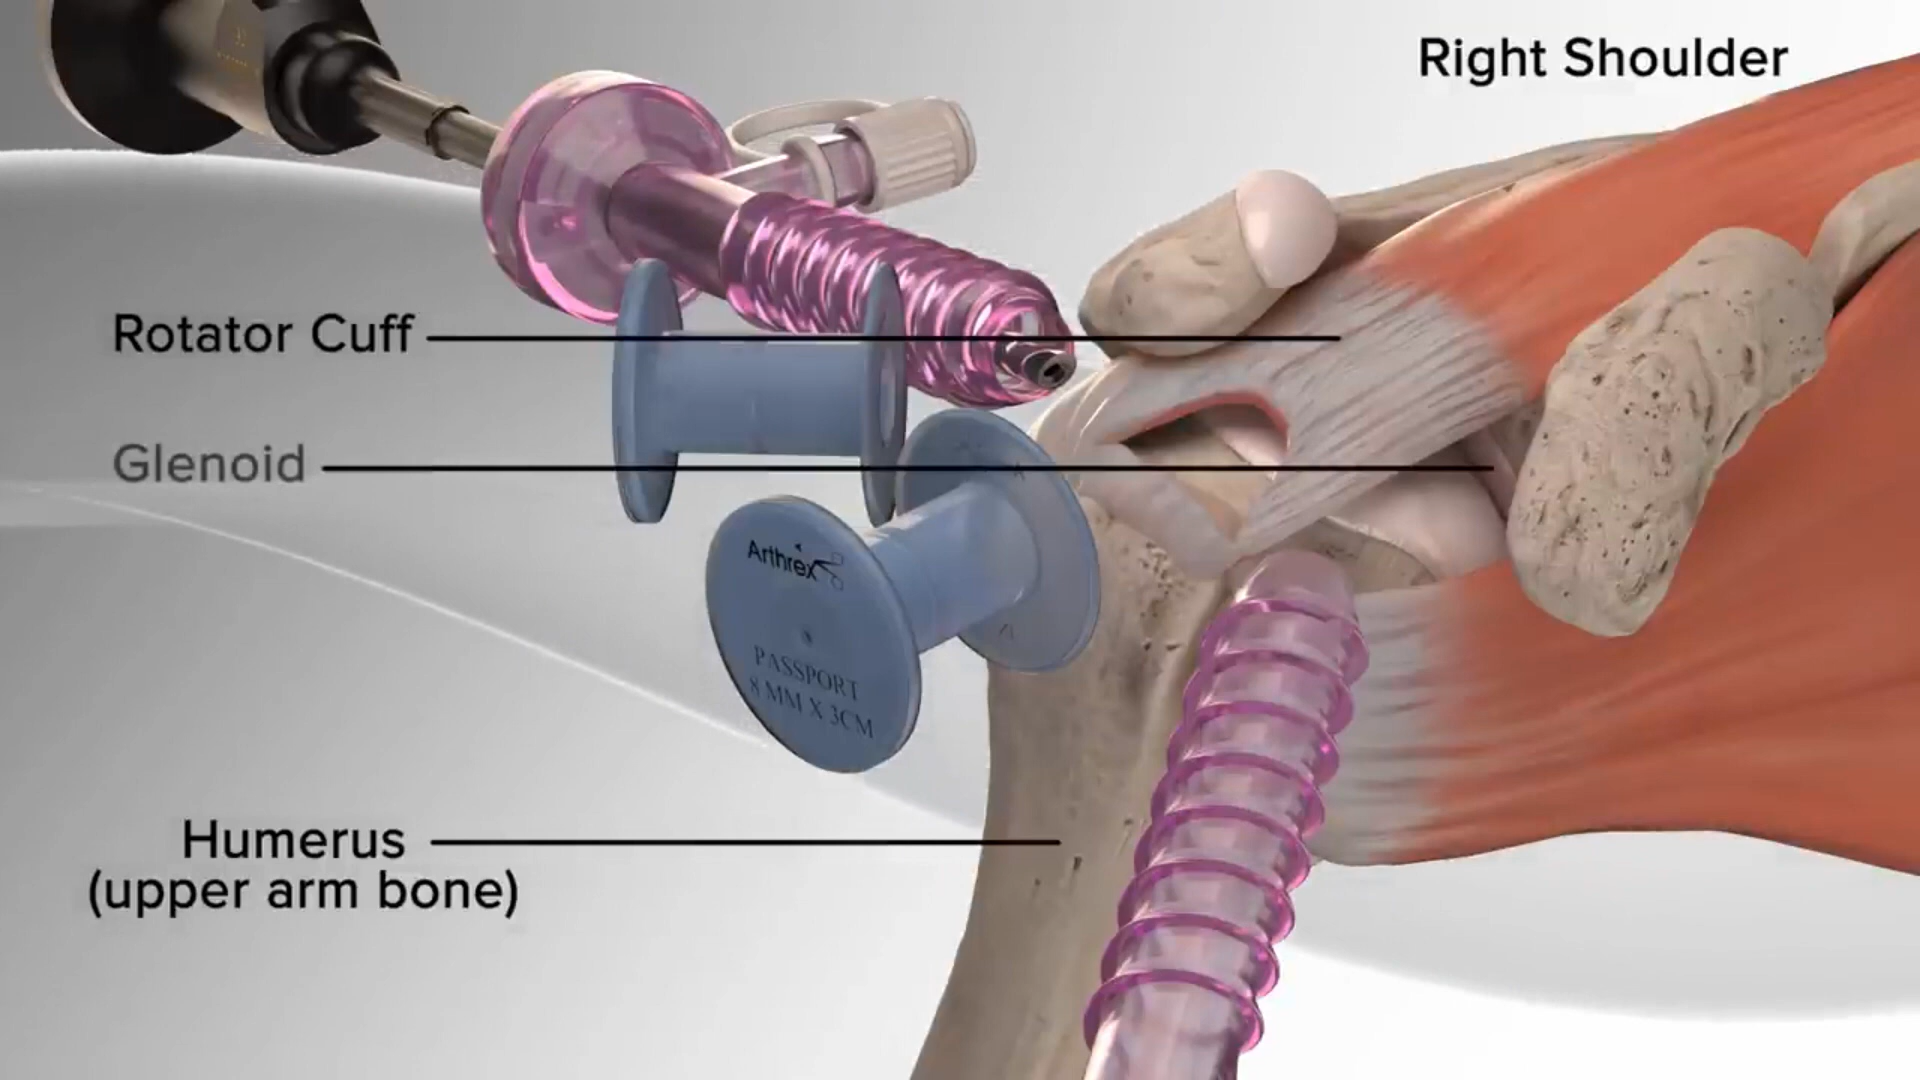 Right Shoulder
Rotator Cuff
Glenoid
Arthrex
PASSPORT
8 MM X 3CM
Humerus
(upper arm bone)